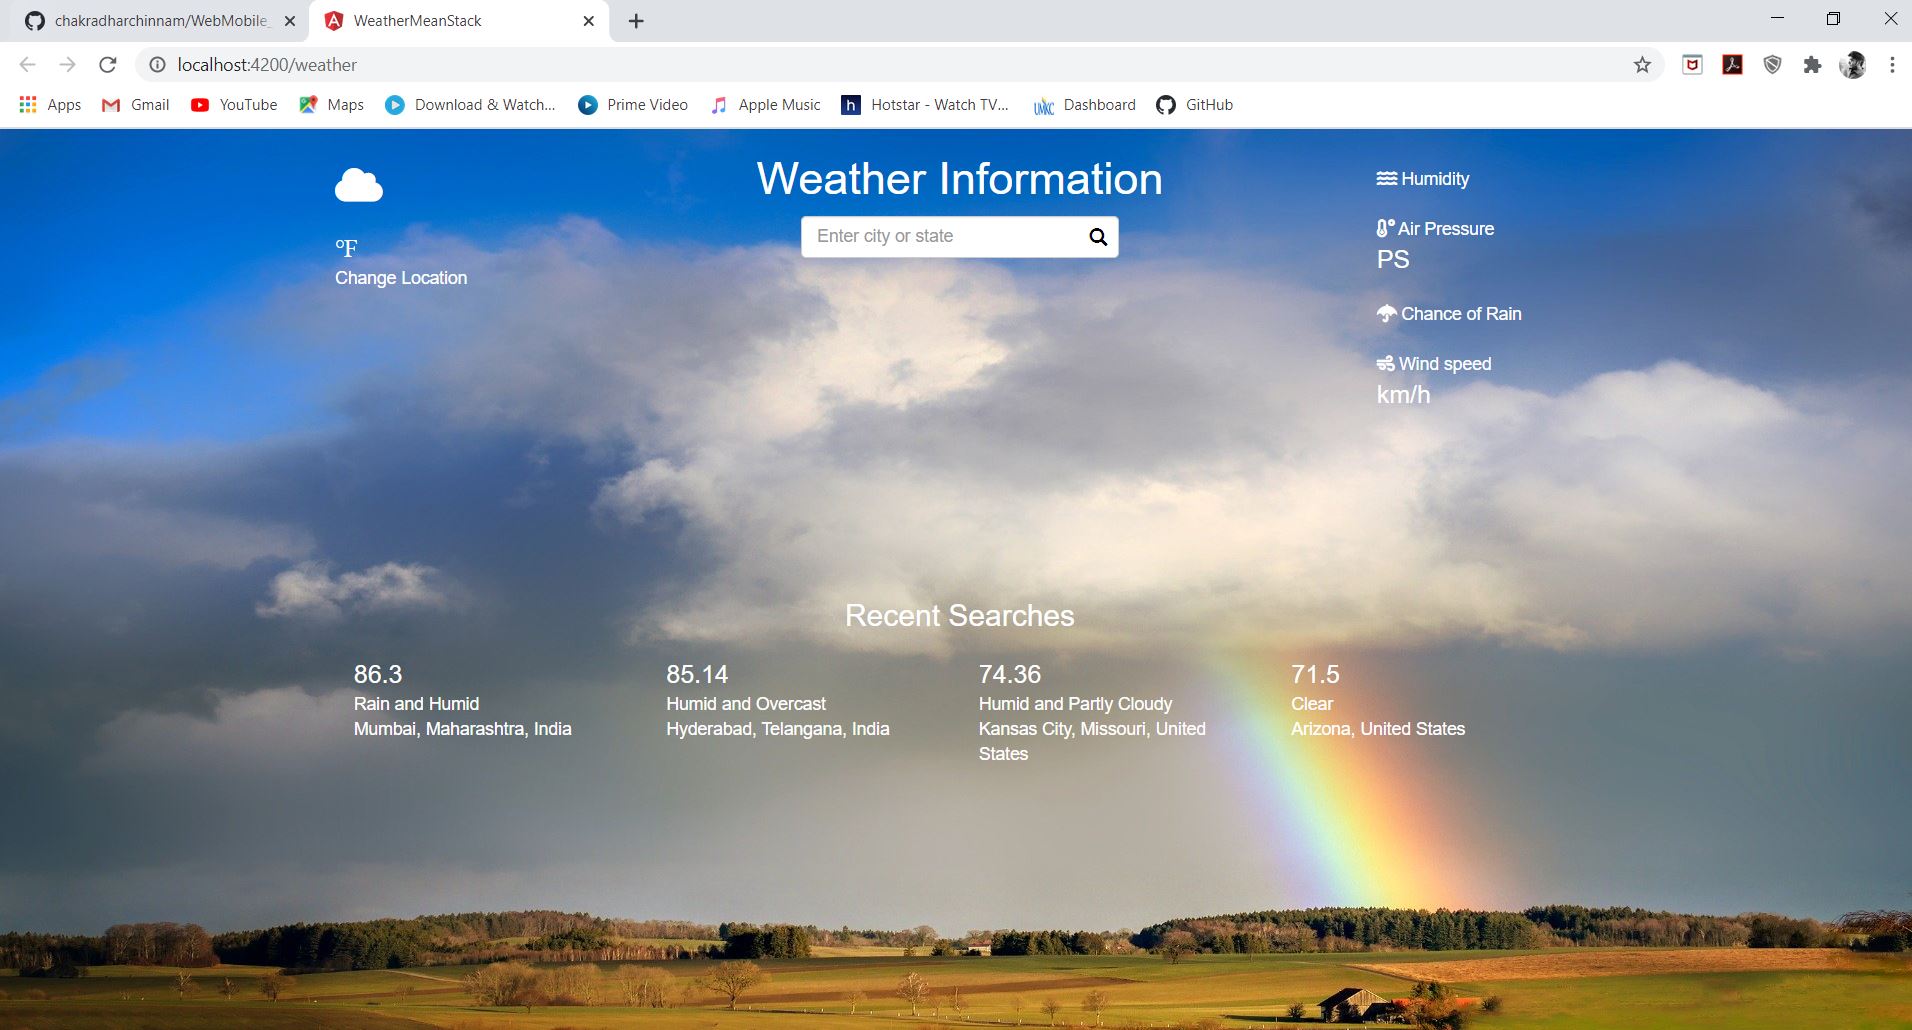 chakradharchinnam/WebMobile_
WeatherMeanStack
localhost:4200/weather
Apps
Gmail
YouTube
Maps
Download & Watch...
Prime Video
Apple Music
h
Hotstar - Watch TV...
UMKC
Dashboard
GitHub
Weather Information
Enter city or state
°F
Change Location
Humidity
Air Pressure
PS
Chance of Rain
Wind speed
km/h
Recent Searches
86.3
Rain and Humid
Mumbai, Maharashtra, India
85.14
Humid and Overcast
Hyderabad, Telangana, India
74.36
Humid and Partly Cloudy
Kansas City, Missouri, United
States
71.5
Clear
Arizona, United States